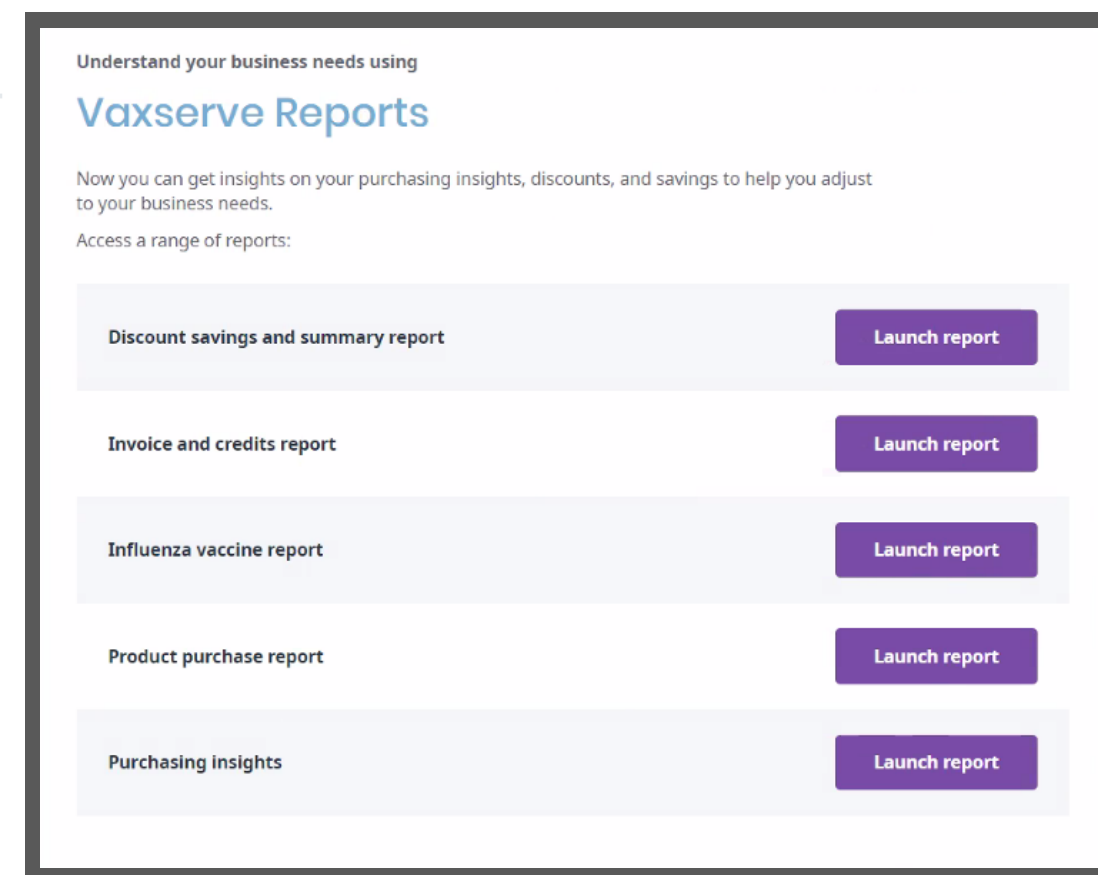 Understand your business needs using
Vaxserve Reports
Now you can get insights on your purchasing insights, discounts, and savings to help you adjust
to your business needs.
Access a range of reports:
Discount savings and summary report
Launch report
Invoice and credits report
Launch report
Influenza vaccine report
Launch report
Product purchase report
Launch report
Purchasing insights
Launch report